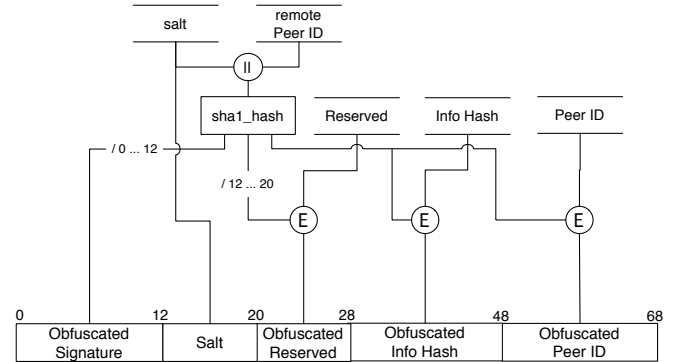 salt
remote
Peer ID
II
sha1_hash
Reserved
Info Hash
Peer ID
/ 0 ... 12
/ 12 ... 20
E
E
E
0
12
20
28
48
68
Obfuscated
Signature
Salt
Obfuscated
Reserved
Obfuscated
Info Hash
Obfuscated
Peer ID